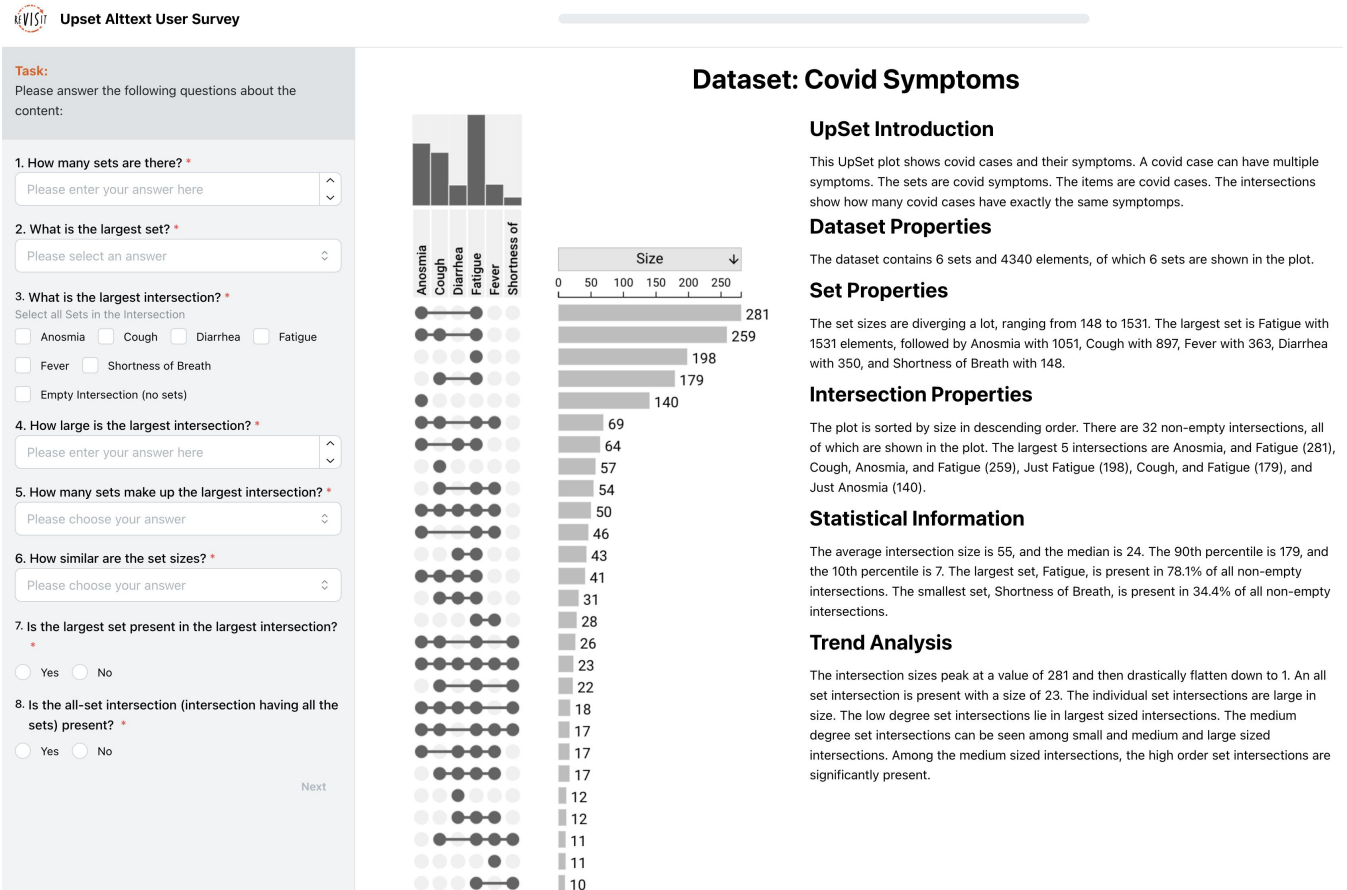 REVISIT
Upset Alttext User Survey
Task:
Please answer the following questions about the
content:
1. How many sets are there? *
Please enter your answer here
2. What is the largest set? *
Please select an answer
3. What is the largest intersection? *
Select all Sets in the Intersection
Anosmia Cough Diarrhea Fatigue
Fever Shortness of Breath
Empty Intersection (no sets)
4. How large is the largest intersection? *
Please enter your answer here
5. How many sets make up the largest intersection? *
Please choose your answer
6. How similar are the set sizes? *
Please choose your answer
7. Is the largest set present in the largest intersection?
*
Yes No
8. Is the all-set intersection (intersection having all the
sets) present? *
Yes No
Next
Dataset: Covid Symptoms
Anosmia
Cough
Diarrhea
Fatigue
Fever
Shortness of
Size
0 50 100 150 200 250
281
259
198
179
140
69
64
57
54
50
46
43
41
31
28
26
23
22
18
17
17
17
12
12
11
11
10
UpSet Introduction
This UpSet plot shows covid cases and their symptoms. A covid case can have multiple
symptoms. The sets are covid symptoms. The items are covid cases. The intersections
show how many covid cases have exactly the same symptomps.
Dataset Properties
The dataset contains 6 sets and 4340 elements, of which 6 sets are shown in the plot.
Set Properties
The set sizes are diverging a lot, ranging from 148 to 1531. The largest set is Fatigue with
1531 elements, followed by Anosmia with 1051, Cough with 897, Fever with 363, Diarrhea
with 350, and Shortness of Breath with 148.
Intersection Properties
The plot is sorted by size in descending order. There are 32 non-empty intersections, all
of which are shown in the plot. The largest 5 intersections are Anosmia, and Fatigue (281),
Cough, Anosmia, and Fatigue (259), Just Fatigue (198), Cough, and Fatigue (179), and
Just Anosmia (140).
Statistical Information
The average intersection size is 55, and the median is 24. The 90th percentile is 179, and
the 10th percentile is 7. The largest set, Fatigue, is present in 78.1% of all non-empty
intersections. The smallest set, Shortness of Breath, is present in 34.4% of all non-empty
intersections.
Trend Analysis
The intersection sizes peak at a value of 281 and then drastically flatten down to 1. An all
set intersection is present with a size of 23. The individual set intersections are large in
size. The low degree set intersections lie in largest sized intersections. The medium
degree set intersections can be seen among small and medium and large sized
intersections. Among the medium sized intersections, the high order set intersections are
significantly present.